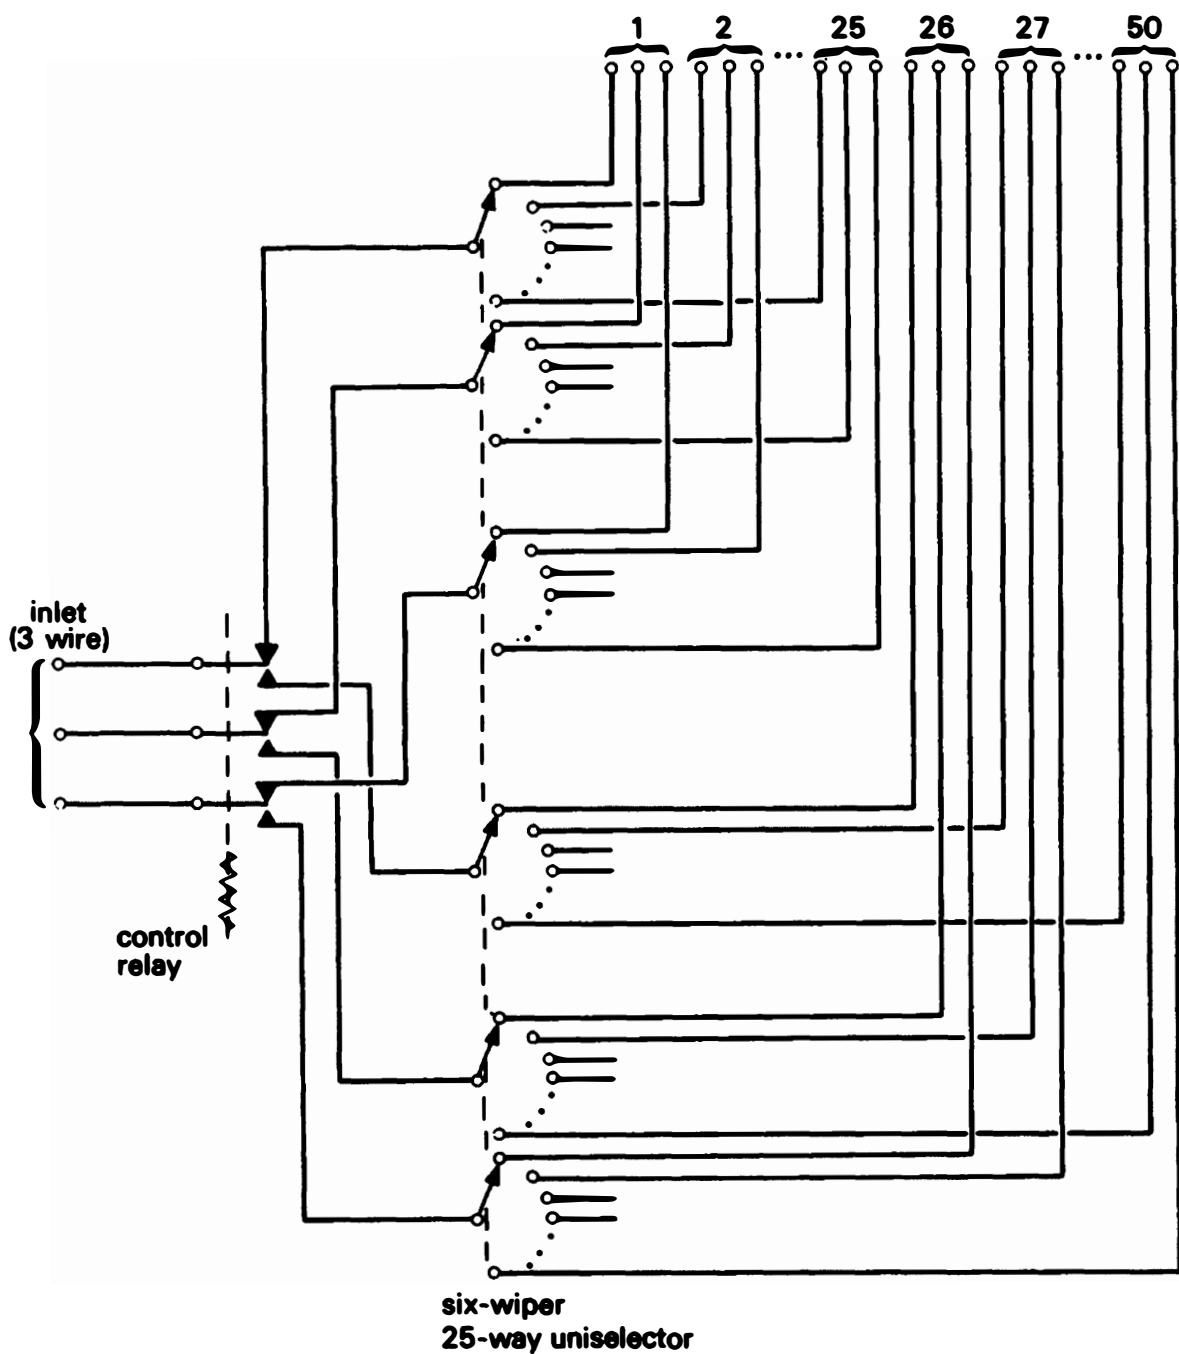 1 2 ... 25 26 27 ... 50
inlet
(3 wire)
control
relay
six-wiper
25-way uniselector